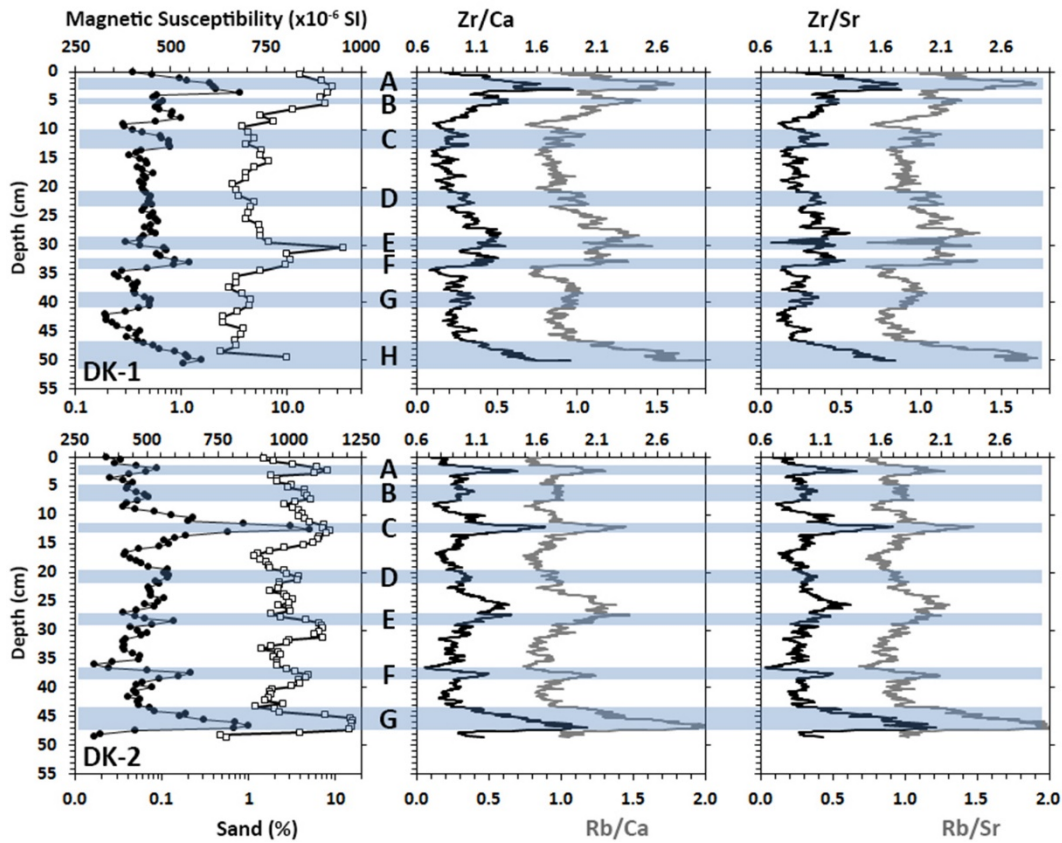 Magnetic Susceptibility (x10⁻⁶ SI) Zr/Ca Zr/Sr
250 450 550 750 950 0.6 1.1 1.6 2.1 2.6 0.6 1.1 1.6 2.1 2.6
0
5
10
15
20
25
30
35
40
45
50
55
Depth (cm)
A
B
C
D
E
F
G
H
DK-1
0.1 1.0 10.0 0.0 0.5 1.0 1.5 0.0 0.5 1.0 1.5
250 500 750 1000 1250 0.6 1.1 1.6 2.1 2.6 0.6 1.1 1.6 2.1 2.6
0
5
10
15
20
25
30
35
40
45
50
55
Depth (cm)
A
B
C
D
E
F
G
DK-2
0.0 0.1 1 10 0.0 0.5 1.0 1.5 2.0 0.0 0.5 1.0 1.5 2.0
Sand (%) Rb/Ca Rb/Sr